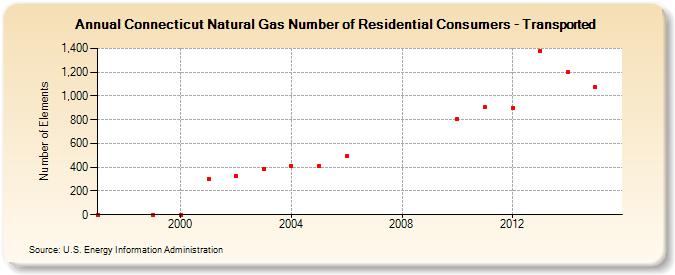 Annual Connecticut Natural Gas Number of Residential Consumers - Transported
Number of Elements
1,400
1,200
1,000
800
600
400
200
0
2000 2004 2008 2012
Source: U.S. Energy Information Administration